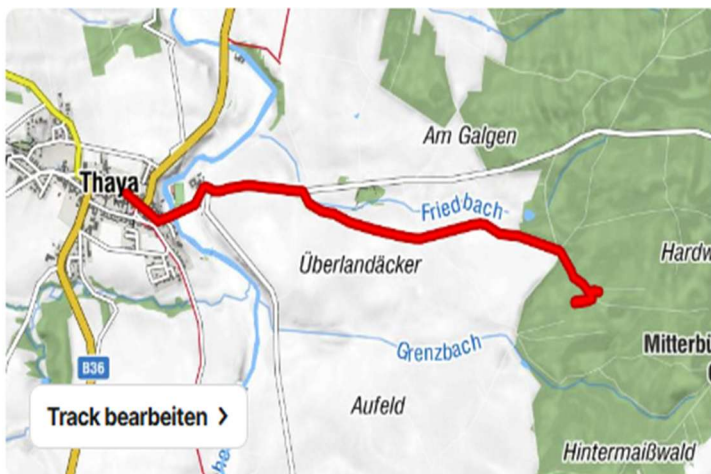 Am Galgen
Thaya
Friedbach
Überlandäcker
Hardw
Grenzbach
Mitterbü
B36
Aufeld
Track bearbeiten >
Hintermaißwald